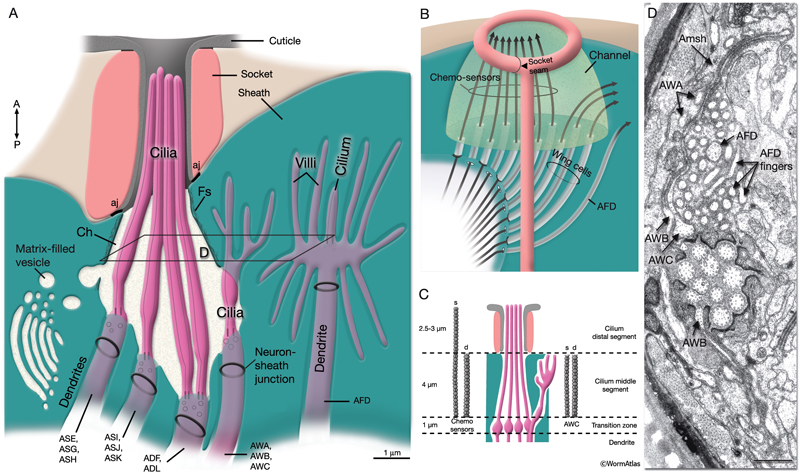 A
Cuticle
Socket
Sheath
A
P
Cilia
Villi
Cilium
aj
aj
Fs
Ch
D
Matrix-filled
vesicle
Cilia
Dendrites
Dendrite
Neuron-
sheath
junction
AFD
ASE,
ASG,
ASH
ASI,
ASJ,
ASK
ADF,
ADL
AWA,
AWB,
AWC
1 µm
B
Socket
seam
Channel
Chemo-sensors
Wing cells
AFD
C
s
d
s d
2.5-3 µm
Cilium
distal segment
4 µm
Cilium middle
segment
1 µm
Chemo
sensors
AWC
Transition zone
Dendrite
©WormAtlas
D
Amsh
AWA
AFD
AFD
fingers
AWB
AWC
AWB